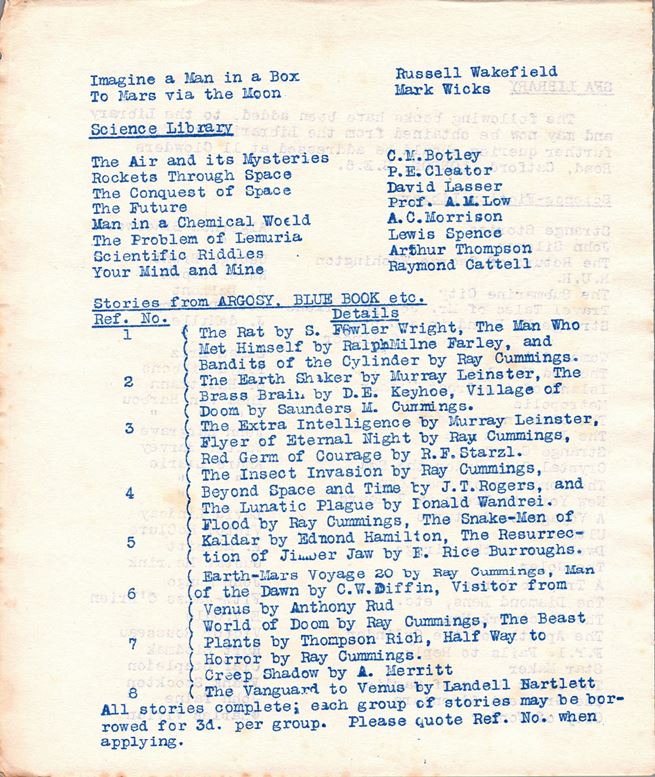 Imagine a Man in a Box Russell Wakefield
To Mars via the Moon Mark Wicks
Science Library
The Air and its Mysteries C.M.Botley
Rockets Through Space P.E.Cleator
The Conquest of Space David Lasser
The Future Prof. A.M.Low
Man in a Chemical World A.C.Morrison
The Problem of Lemuria Lewis Spence
Scientific Riddles Arthur Thompson
Your Mind and Mine Raymond Cattell
Stories from ARGOSY. BLUE BOOK etc.
Ref. No. Details
1 The Rat by S. Fowler Wright, The Man Who
Met Himself by RalphMilne Farley, and
Bandits of the Cylinder by Ray Cummings.
2 The Earth Shaker by Murray Leinster, The
Brass Brain by D.E. Keyhoe, Village of
Doom by Saunders M. Cummings.
3 The Extra Intelligence by Murray Leinster,
Flyer of Eternal Night by Ray Cummings,
Red Germ of Courage by R.F.Starzl.
The Insect Invasion by Ray Cummings,
4 Beyond Space and Time by J.T.Rogers, and
The Lunatic Plague by Donald Wandrei.
Flood by Ray Cummings, The Snake-Men of
5 Kaldar by Edmond Hamilton, The Resurrec-
tion of Jimber Jaw by E. Rice Burroughs.
Earth-Mars Voyage 20 by Ray Cummings, Man
6 of the Dawn by C.W.Diffin, Visitor from
Venus by Anthony Rud
World of Doom by Ray Cummings, The Beast
7 Plants by Thompson Rich, Half Way to
Horror by Ray Cummings.
Creep Shadow by A. Merritt
8 The Vanguard to Venus by Landell Bartlett
All stories complete; each group of stories may be bor-
rowed for 3d. per group. Please quote Ref. No. when
applying.